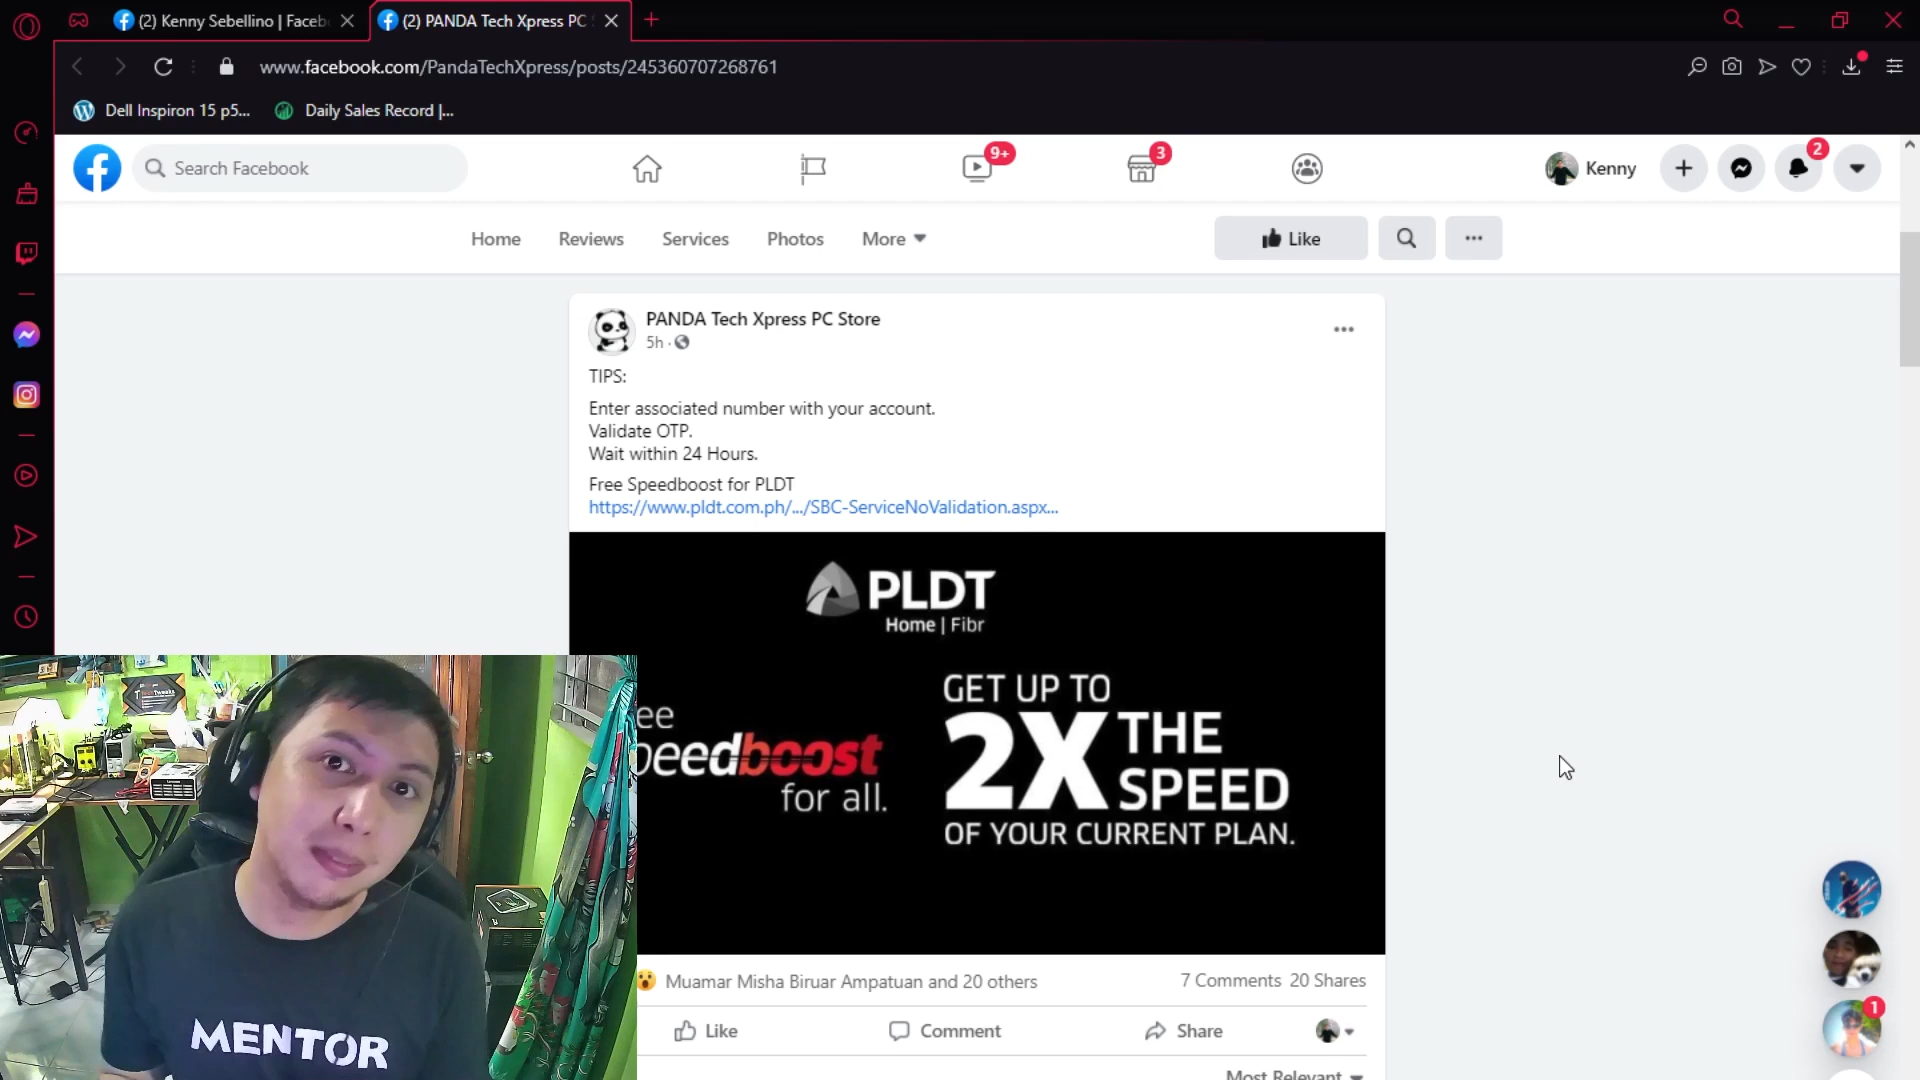 (2) Kenny Sebellino | Faceb
(2) PANDA Tech Xpress PC S
www.facebook.com/PandaTechXpress/posts/245360707268761
Dell Inspiron 15 p5...
Daily Sales Record |...
Search Facebook
9+
3
Kenny
2
Home
Reviews
Services
Photos
More
Like
PANDA Tech Xpress PC Store
5h ·
TIPS:
Enter associated number with your account.
Validate OTP.
Wait within 24 Hours.
Free Speedboost for PLDT
https://www.pldt.com.ph/.../SBC-ServiceNoValidation.aspx...
PLDT
Home | Fibr
ee
peedboost
for all.
GET UP TO
2X THE
SPEED
OF YOUR CURRENT PLAN.
Muamar Misha Biruar Ampatuan and 20 others
7 Comments 20 Shares
Like
Comment
Share
Most Relevant
1
MENTOR